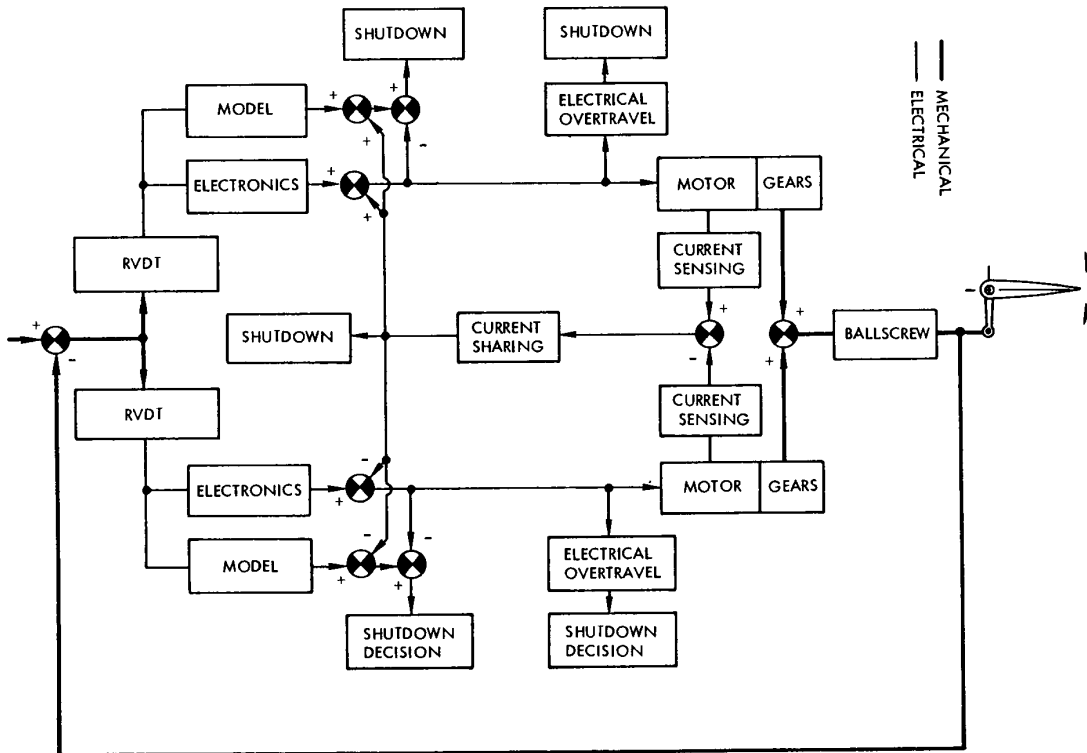 SHUTDOWN
SHUTDOWN
MODEL
ELECTRICAL
OVERTRAVEL
MECHANICAL
ELECTRICAL
+
+
+
-
ELECTRONICS
+
+
MOTOR
GEARS
RVDT
CURRENT
SENSING
+
-
SHUTDOWN
CURRENT
SHARING
+
-
+
+
BALLSCREW
-
RVDT
CURRENT
SENSING
ELECTRONICS
-
+
MOTOR
GEARS
MODEL
-
+
-
+
ELECTRICAL
OVERTRAVEL
SHUTDOWN
DECISION
SHUTDOWN
DECISION